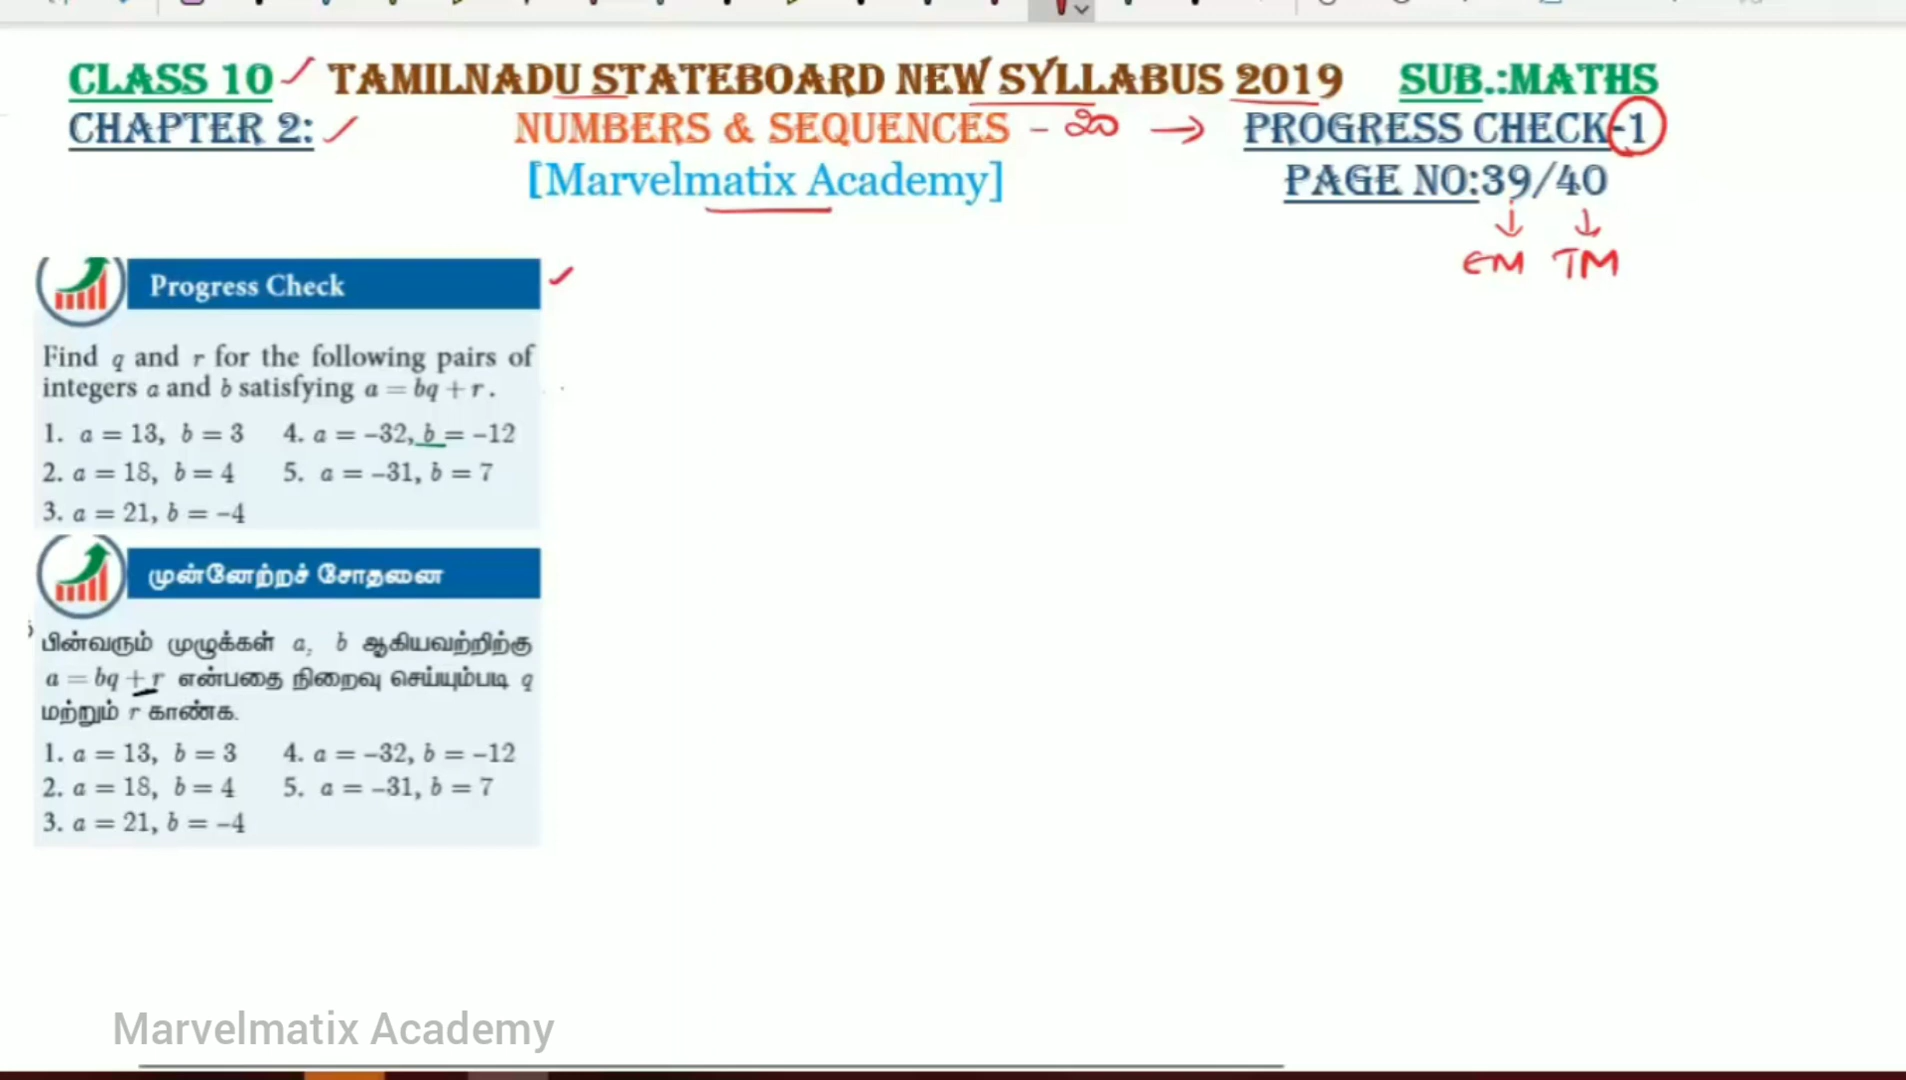 CLASS 10 TAMILNADU STATEBOARD NEW SYLLABUS 2019 SUB.:MATHS
CHAPTER 2: NUMBERS & SEQUENCES - → PROGRESS CHECK-1
[Marvelmatix Academy] PAGE NO:39/40
EM TM
Progress Check
Find q and r for the following pairs of
integers a and b satisfying a = bq + r.
1. a = 13, b = 3 4. a = –32, b = –12
2. a = 18, b = 4 5. a = –31, b = 7
3. a = 21, b = –4
முன்னேற்றச் சோதனை
பின்வரும் முழுக்கள் a, b ஆகியவற்றிற்கு
a = bq + r என்பதை நிறைவு செய்யும்படி q
மற்றும் r காண்க.
1. a = 13, b = 3 4. a = –32, b = –12
2. a = 18, b = 4 5. a = –31, b = 7
3. a = 21, b = –4
Marvelmatix Academy